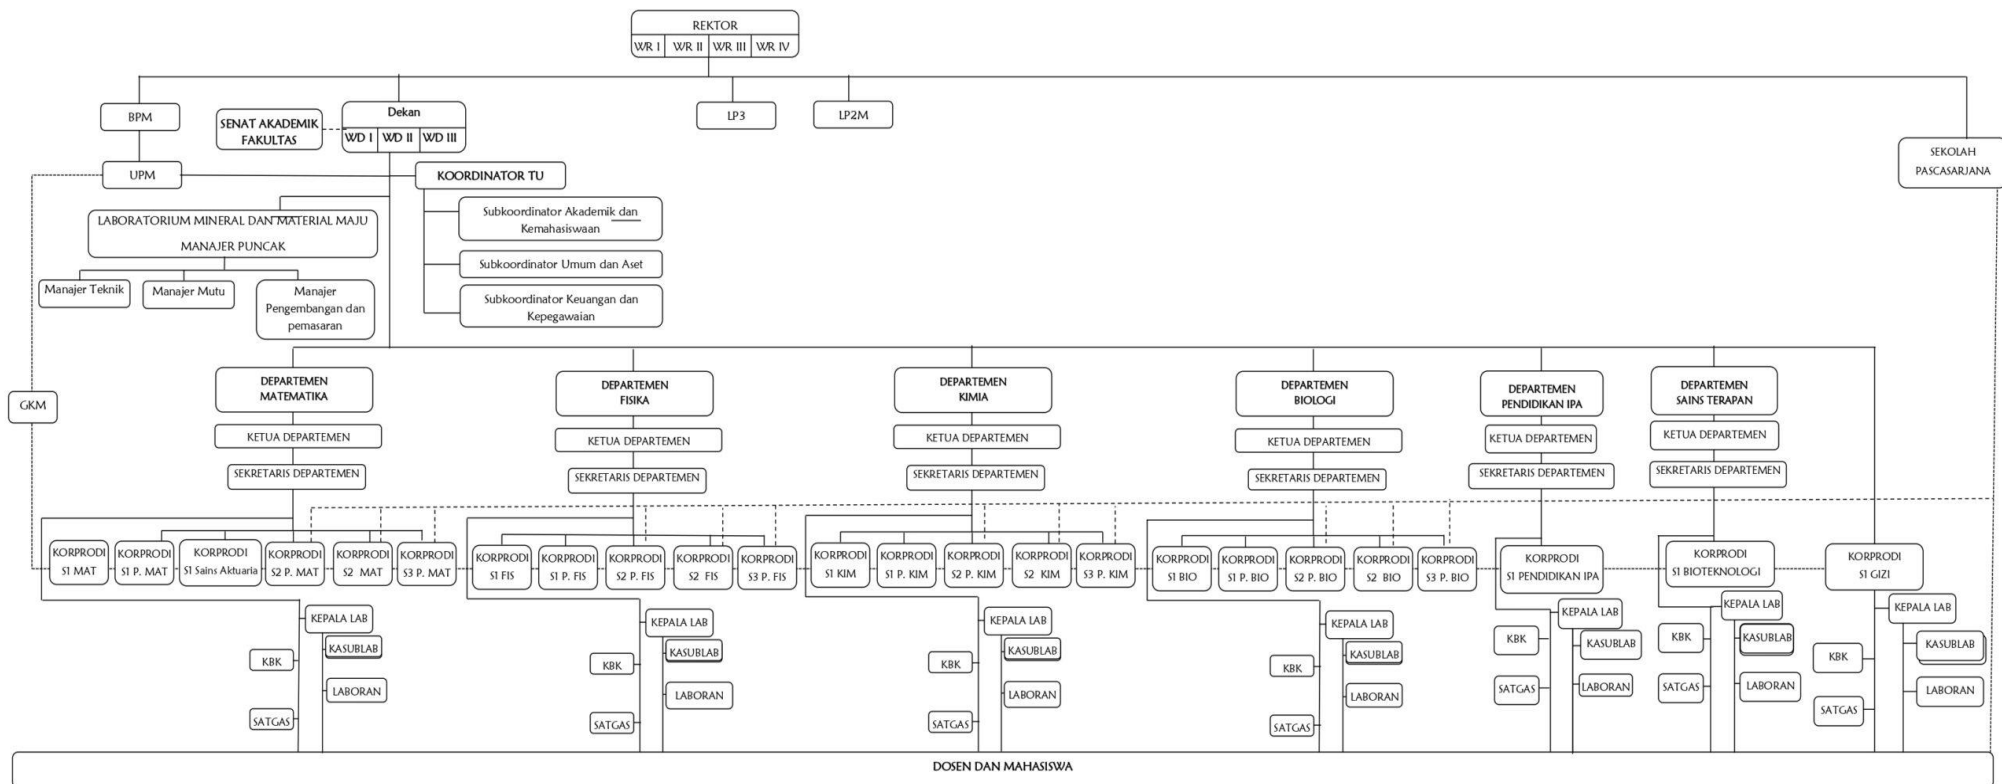 REKTOR
WR I WR II WR III WR IV
BPM
SENAT AKADEMIK
FAKULTAS
Dekan
WD I WD II WD III
LP3
LP2M
SEKOLAH
PASCASARJANA
UPM
KOORDINATOR TU
LABORATORIUM MINERAL DAN MATERIAL MAJU
MANAJER PUNCAK
Subkoordinator Akademik dan
Kemahasiswaan
Subkoordinator Umum dan Aset
Subkoordinator Keuangan dan
Kepegawaian
Manajer Teknik
Manajer Mutu
Manajer
Pengembangan dan
pemasaran
GKM
DEPARTEMEN
MATEMATIKA
KETUA DEPARTEMEN
SEKRETARIS DEPARTEMEN
DEPARTEMEN
FISIKA
KETUA DEPARTEMEN
SEKRETARIS DEPARTEMEN
DEPARTEMEN
KIMIA
KETUA DEPARTEMEN
SEKRETARIS DEPARTEMEN
DEPARTEMEN
BIOLOGI
KETUA DEPARTEMEN
SEKRETARIS DEPARTEMEN
DEPARTEMEN
PENDIDIKAN IPA
KETUA DEPARTEMEN
SEKRETARIS DEPARTEMEN
DEPARTEMEN
SAINS TERAPAN
KETUA DEPARTEMEN
SEKRETARIS DEPARTEMEN
KORPRODI
S1 MAT
KORPRODI
S1 P. MAT
KORPRODI
S1 Sains Aktuaria
KORPRODI
S2 P. MAT
KORPRODI
S2 MAT
KORPRODI
S3 P. MAT
KORPRODI
S1 FIS
KORPRODI
S1 P. FIS
KORPRODI
S2 P. FIS
KORPRODI
S2 FIS
KORPRODI
S3 P. FIS
KORPRODI
S1 KIM
KORPRODI
S1 P. KIM
KORPRODI
S2 P. KIM
KORPRODI
S2 KIM
KORPRODI
S3 P. KIM
KORPRODI
S1 BIO
KORPRODI
S1 P. BIO
KORPRODI
S2 P. BIO
KORPRODI
S2 BIO
KORPRODI
S3 P. BIO
KORPRODI
S1 PENDIDIKAN IPA
KORPRODI
S1 BIOTEKNOLOGI
KORPRODI
S1 GIZI
KEPALA LAB
KASUBLAB
KBK
LABORAN
SATGAS
KEPALA LAB
KASUBLAB
KBK
LABORAN
SATGAS
KEPALA LAB
KASUBLAB
KBK
LABORAN
SATGAS
KEPALA LAB
KASUBLAB
KBK
LABORAN
SATGAS
KEPALA LAB
KBK
KASUBLAB
SATGAS
LABORAN
KEPALA LAB
KBK
KASUBLAB
SATGAS
LABORAN
KEPALA LAB
KASUBLAB
KBK
LABORAN
SATGAS
DOSEN DAN MAHASISWA